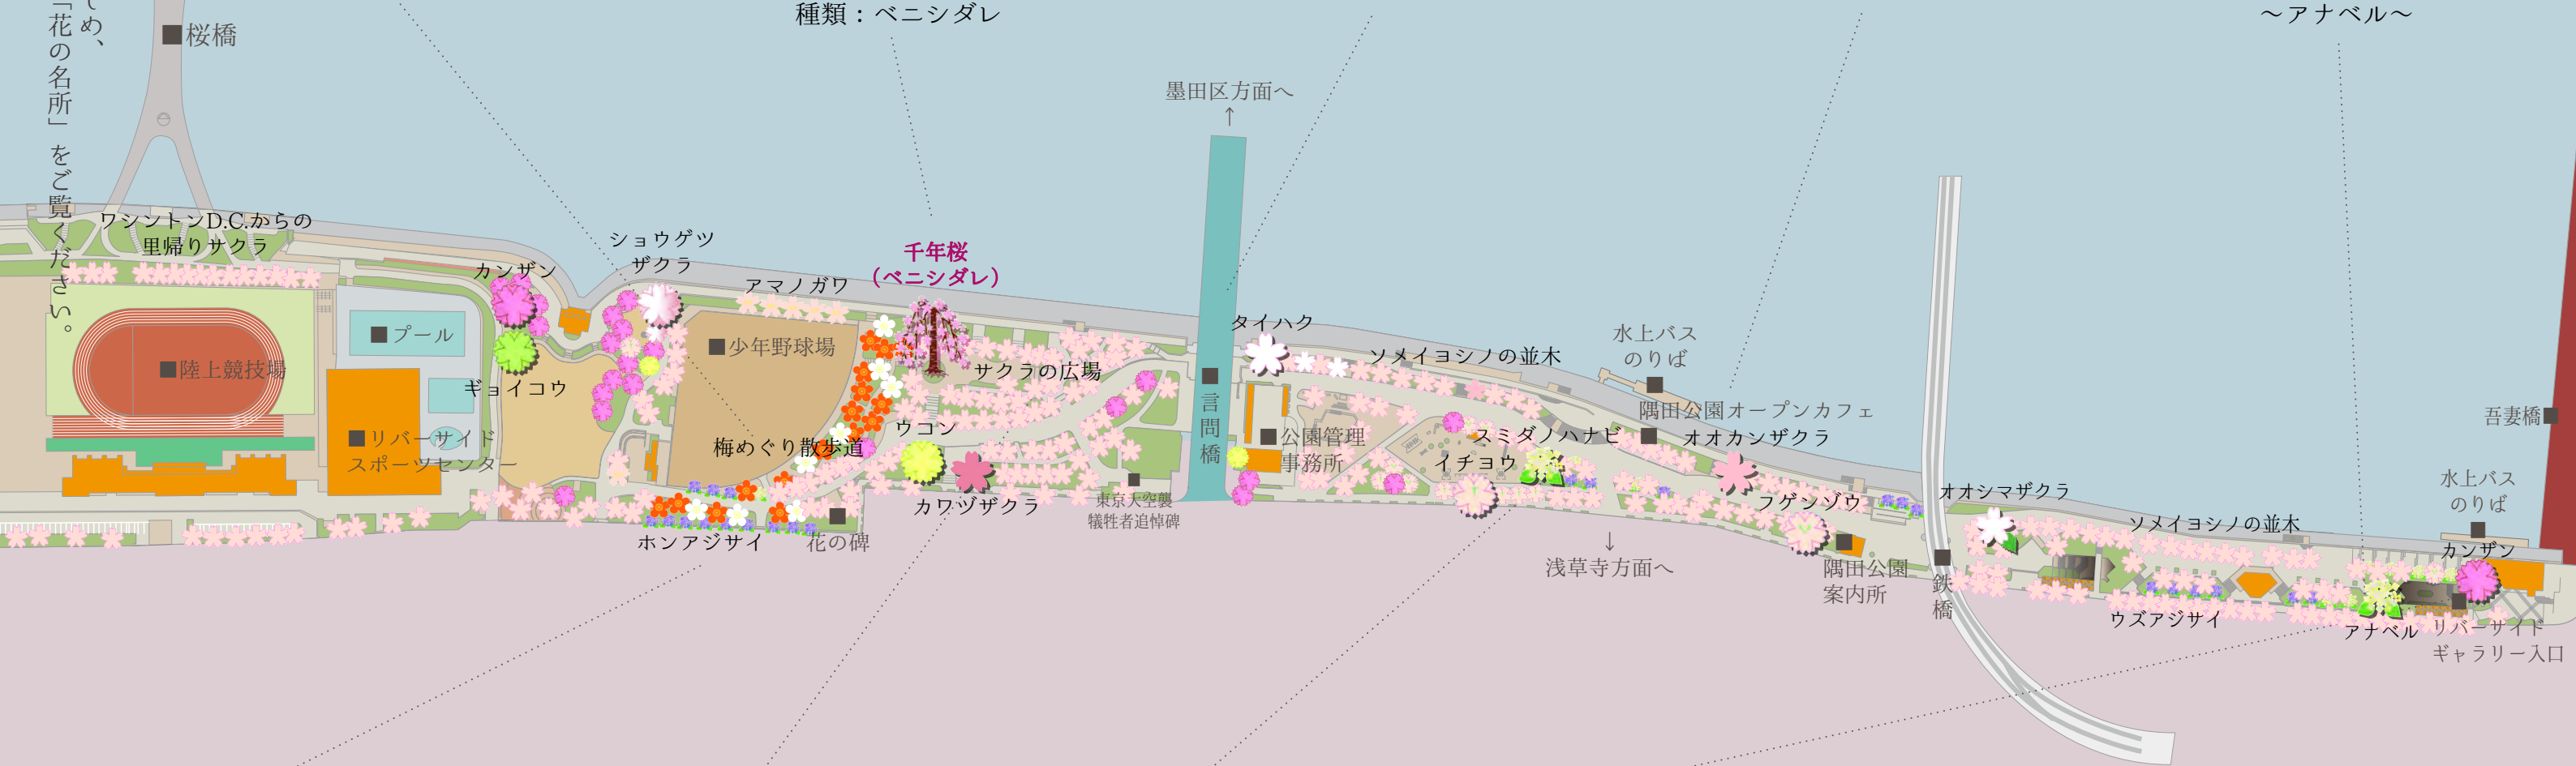 てめ、
「花の名所」をご覧ください。
桜橋
種類：ベニシダレ
～アナベル～
墨田区方面へ
↑
ワシントンD.C.からの
里帰りサクラ
カンザン
ショウゲツ
ザクラ
アマノガワ
千年桜
（ベニシダレ）
プール
陸上競技場
少年野球場
ギョイコウ
リバーサイド
スポーツセンター
サクラの広場
梅めぐり散歩道
ウコン
カワヅザクラ
ホンアジサイ
花の碑
東京大空襲
犠牲者追悼碑
言問橋
タイハク
ソメイヨシノの並木
水上バス
のりば
隅田公園オープンカフェ
公園管理
事務所
スミダノハナビ
イチョウ
オオカンザクラ
フゲンゾウ
↓
浅草寺方面へ
隅田公園
案内所
鉄橋
オオシマザクラ
ソメイヨシノの並木
ウズアジサイ
アナベル
吾妻橋
水上バス
のりば
カンザン
リバーサイド
ギャラリー入口